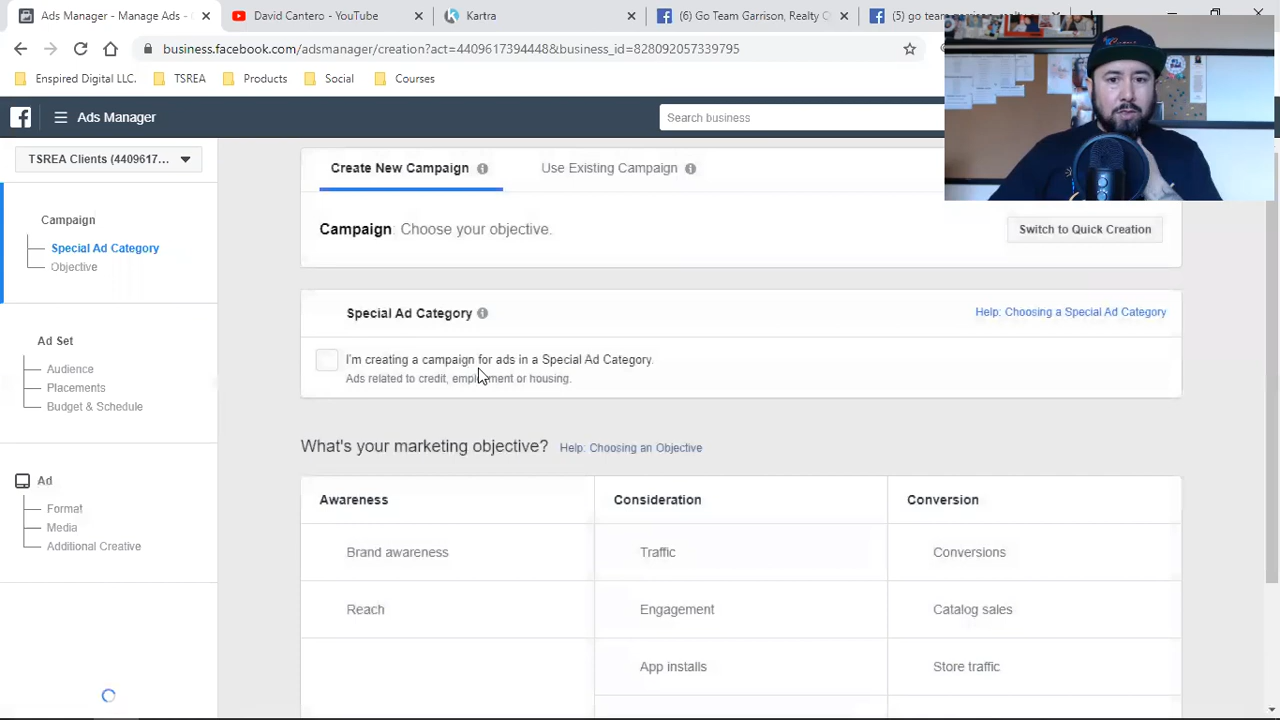 Ads Manager - Manage Ads -
David Cantero - YouTube
Kartra
(6) Go Team Garrison, Realty C
business.facebook.com/adsmanager/creation?act=4409617394448&business_id=828092057339795
Enspired Digital LLC.
TSREA
Products
Social
Courses
Ads Manager
Search business
TSREA Clients (4409617...
Create New Campaign
Use Existing Campaign
Campaign
Special Ad Category
Objective
Campaign: Choose your objective.
Switch to Quick Creation
Special Ad Category
Help: Choosing a Special Ad Category
I'm creating a campaign for ads in a Special Ad Category.
Ads related to credit, employment or housing.
Ad Set
Audience
Placements
Budget & Schedule
What's your marketing objective?
Help: Choosing an Objective
Ad
Format
Media
Additional Creative
Awareness
Consideration
Conversion
Brand awareness
Traffic
Conversions
Reach
Engagement
Catalog sales
App installs
Store traffic